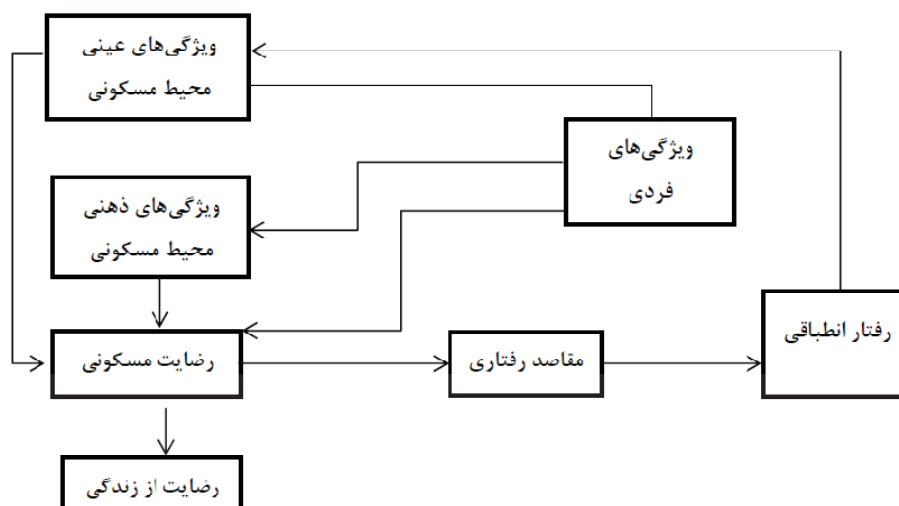 ویژگی‌های عینی
محیط مسکونی
ویژگی‌های
فردی
ویژگی‌های ذهنی
محیط مسکونی
رفتار انطباقی
رضایت مسکونی
مقاصد رفتاری
رضایت از زندگی